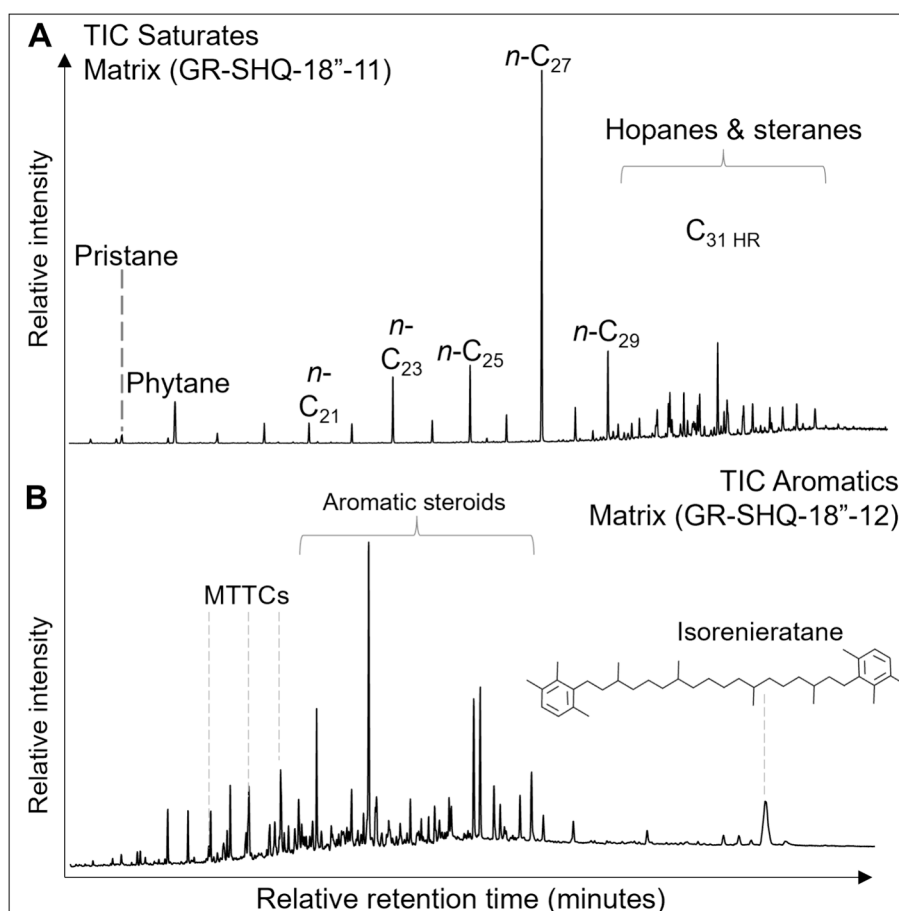 A TIC Saturates
Matrix (GR-SHQ-18”-11)
n-C27
Hopanes & steranes
C31 HR
Pristane
Phytane
n-
C21
n-
C23
n-C25
n-C29
Relative intensity
B
TIC Aromatics
Matrix (GR-SHQ-18”-12)
Aromatic steroids
MTTCs
Isorenieratane
Relative intensity
Relative retention time (minutes)